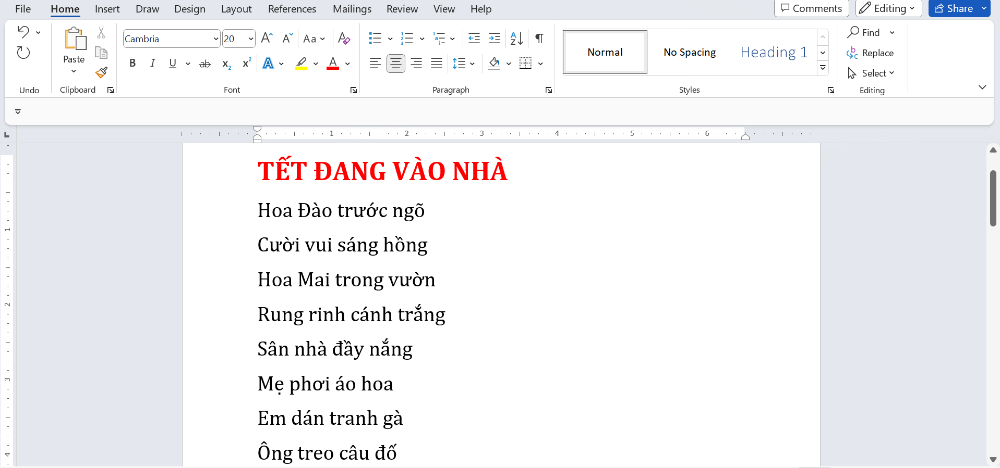 File Home Insert Draw Design Layout References Mailings Review View Help Comments Editing Share
Cambria 20 Aa
Paste
B I U ab x2 x2 A A
Normal No Spacing Heading 1
Find
Replace
Select
Undo Clipboard Font Paragraph Styles Editing
1 2 3 4 5 6
TẾT ĐANG VÀO NHÀ
Hoa Đào trước ngõ
Cười vui sáng hồng
Hoa Mai trong vườn
Rung rinh cánh trắng
Sân nhà đầy nắng
Mẹ phơi áo hoa
Em dán tranh gà
Ông treo câu đố
1
2
3
4